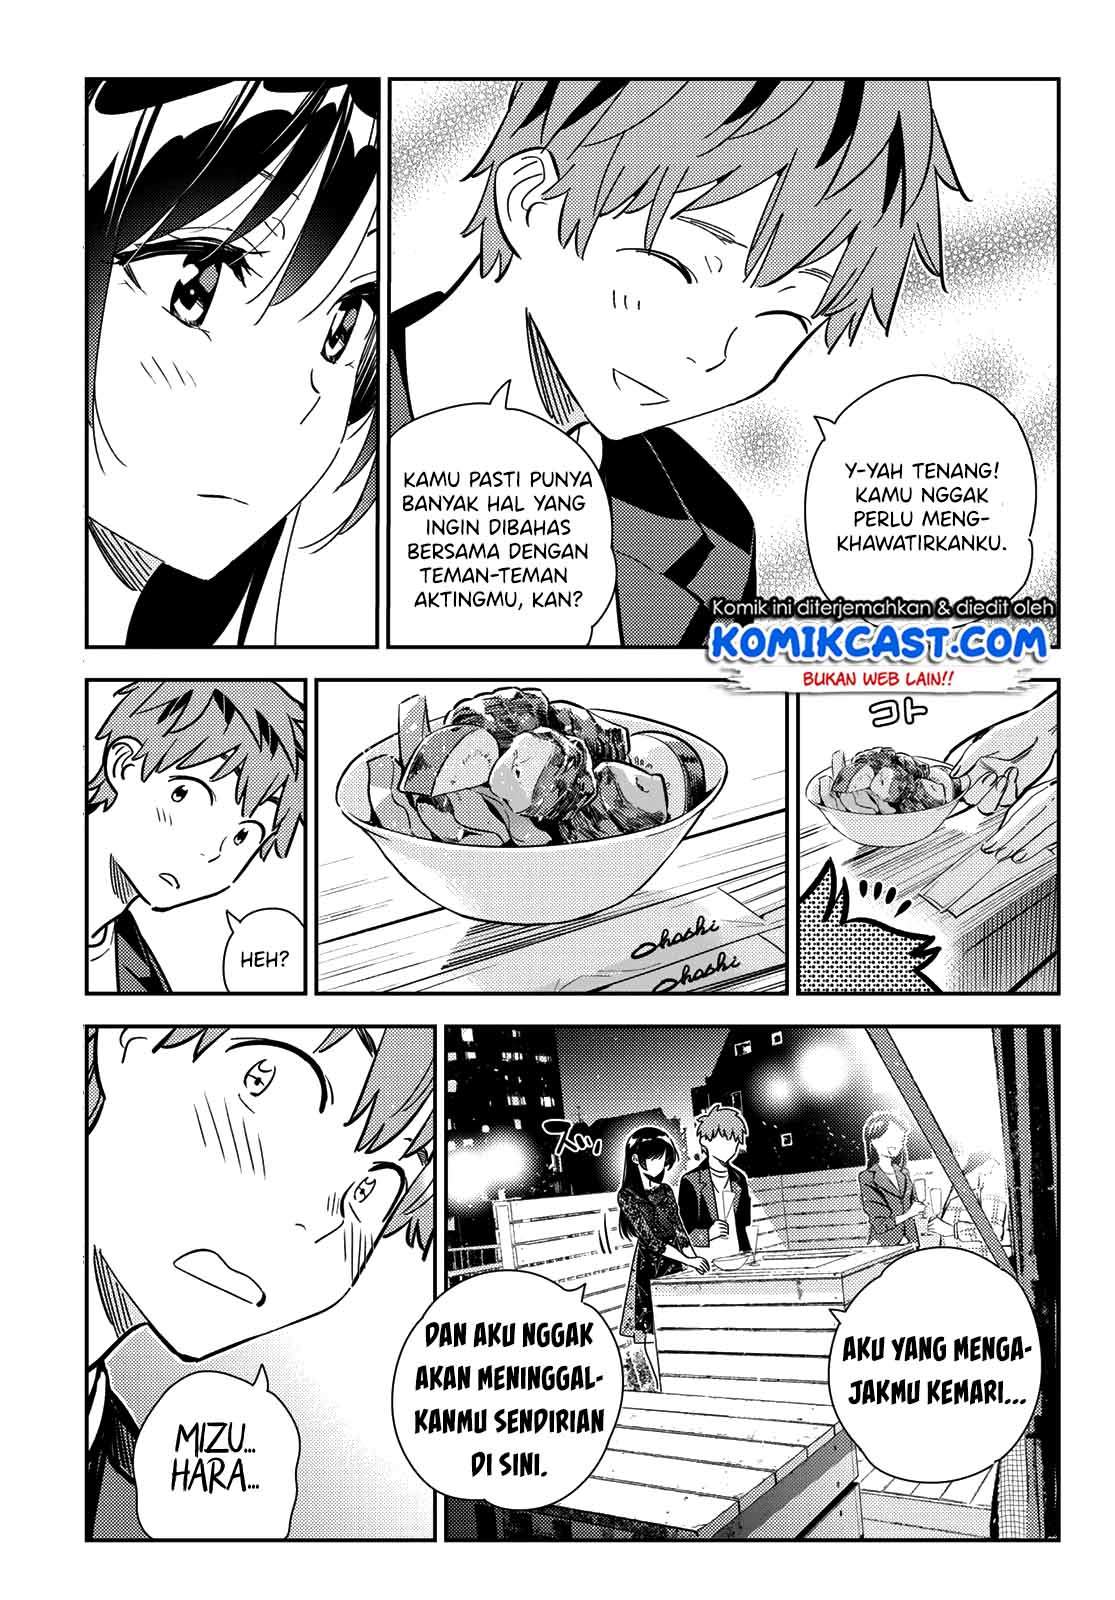 Y-YAH TENANG!
KAMU NGGAK
PERLU MENG-
KHAWATIRKANKU.
KAMU PASTI PUNYA
BANYAK HAL YANG
INGIN DIBAHAS
BERSAMA DENGAN
TEMAN-TEMAN
AKTINGMU, KAN?
Komik ini diterjemahkan & diedit oleh
KOMIKCAST.COM
BUKAN WEB LAIN!!
コト
Ohashi
Ohashi
HEH?
ズッ
AKU YANG MENGA-
JAKMU KEMARI...
DAN AKU NGGAK
AKAN MENINGGAL-
KANMU SENDIRIAN
DI SINI.
MIZU...
HARA...